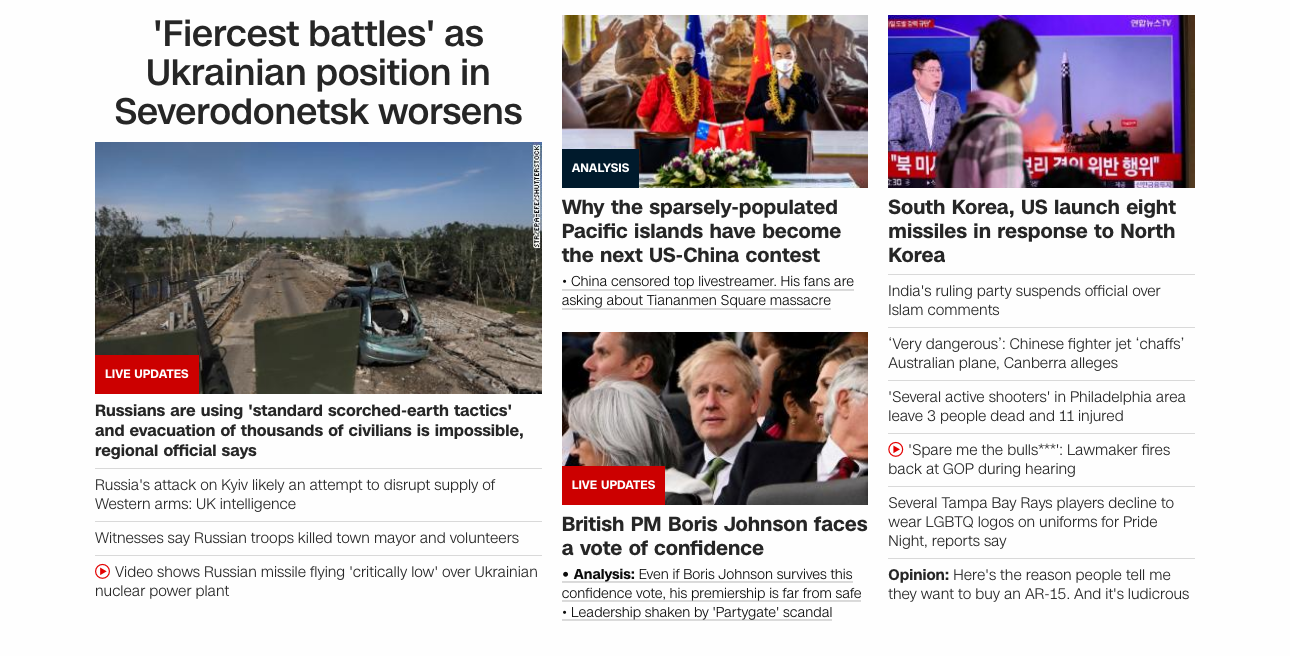 'Fiercest battles' as
Ukrainian position in
Severodonetsk worsens
STR/EPA-EFE/SHUTTERSTOCK
LIVE UPDATES
Russians are using 'standard scorched-earth tactics'
and evacuation of thousands of civilians is impossible,
regional official says
Russia's attack on Kyiv likely an attempt to disrupt supply of
Western arms: UK intelligence
Witnesses say Russian troops killed town mayor and volunteers
Video shows Russian missile flying 'critically low' over Ukrainian
nuclear power plant
ANALYSIS
Why the sparsely-populated
Pacific islands have become
the next US-China contest
• China censored top livestreamer. His fans are
asking about Tiananmen Square massacre
LIVE UPDATES
British PM Boris Johnson faces
a vote of confidence
• Analysis: Even if Boris Johnson survives this
confidence vote, his premiership is far from safe
• Leadership shaken by 'Partygate' scandal
연합뉴스TV
"북 미사 위반 행위"
South Korea, US launch eight
missiles in response to North
Korea
India's ruling party suspends official over
Islam comments
‘Very dangerous’: Chinese fighter jet ‘chaffs’
Australian plane, Canberra alleges
'Several active shooters' in Philadelphia area
leave 3 people dead and 11 injured
'Spare me the bulls***': Lawmaker fires
back at GOP during hearing
Several Tampa Bay Rays players decline to
wear LGBTQ logos on uniforms for Pride
Night, reports say
Opinion: Here's the reason people tell me
they want to buy an AR-15. And it's ludicrous